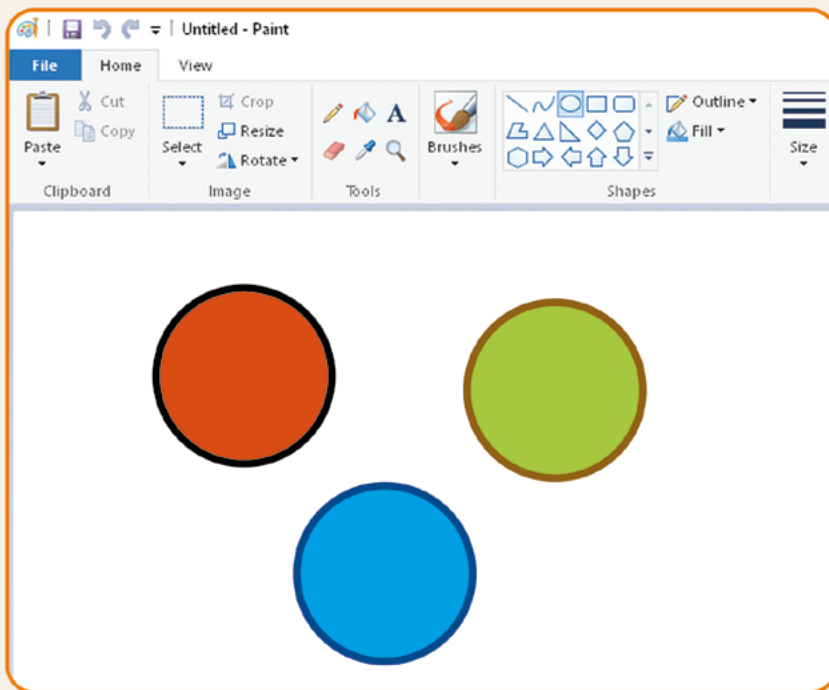 Untitled - Paint
File Home View
Paste
Cut
Copy
Clipboard
Select
Crop
Resize
Rotate
Image
A
Tools
Brushes
Outline
Fill
Shapes
Size